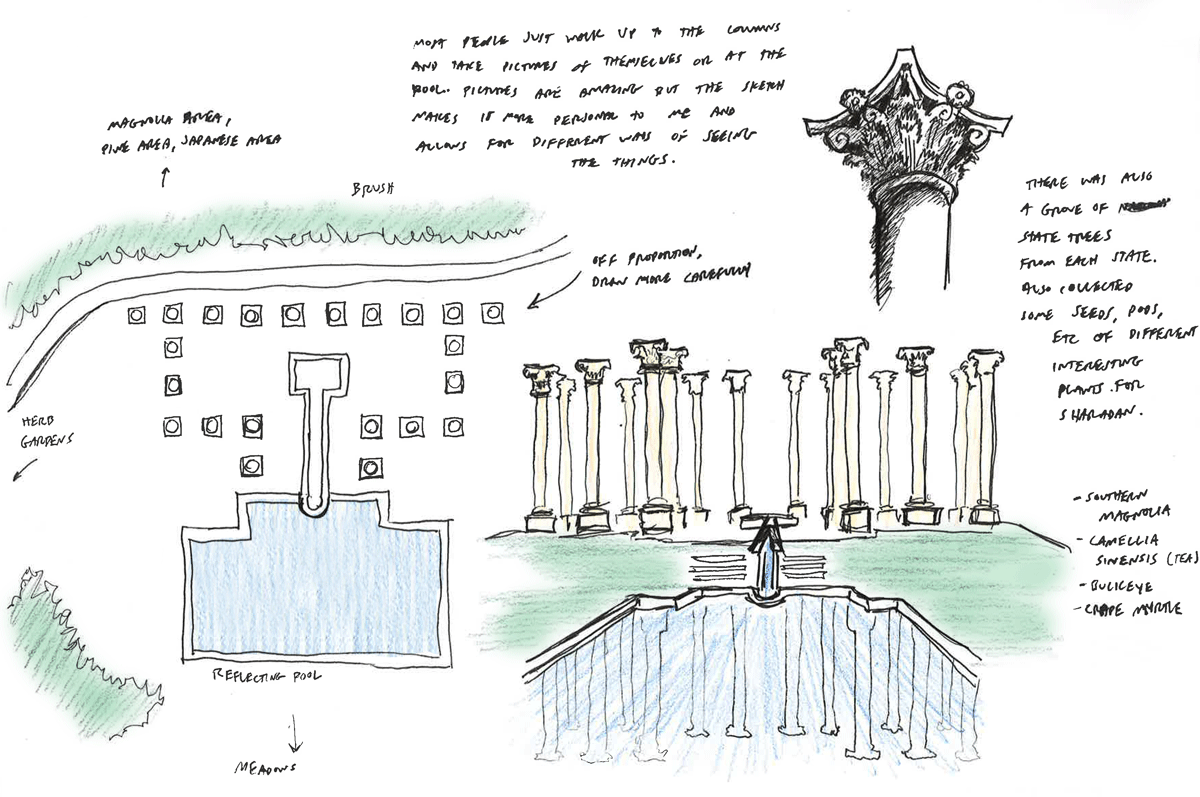 MOST PEOPLE JUST WALK UP TO THE COLUMNS
AND TAKE PICTURES OF THEMSELVES OR AT THE
POOL. PICTURES ARE AMAZING BUT THE SKETCH
MAKES IT MORE PERSONAL TO ME AND
ALLOWS FOR DIFFERENT WAYS OF SEEING
THE THINGS.
MAGNOLIA AREA,
PINE AREA, JAPANESE AREA
BRUSH
OFF PROPORTION,
DRAW MORE CAREFULLY
HERB
GARDENS
REFLECTING POOL
MEADOWS
THERE WAS ALSO
A GROVE OF
STATE TREES
FROM EACH STATE.
ALSO COLLECTED
SOME SEEDS, PODS,
ETC OF DIFFERENT
INTERESTING
PLANTS. FOR
SHARADAN.
- SOUTHERN
MAGNOLIA
- CAMELLIA
SINENSIS (TEA)
- BUCKEYE
- CRAPE MYRTLE